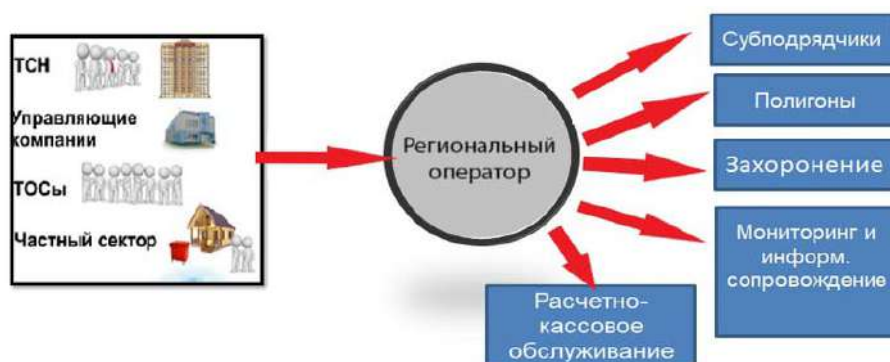 ТСН
Управляющие
компании
ТОСы
Частный сектор
Региональный
оператор
Субподрядчики
Полигоны
Захоронение
Мониторинг и
информ.
сопровождение
Расчетно-
кассовое
обслуживание